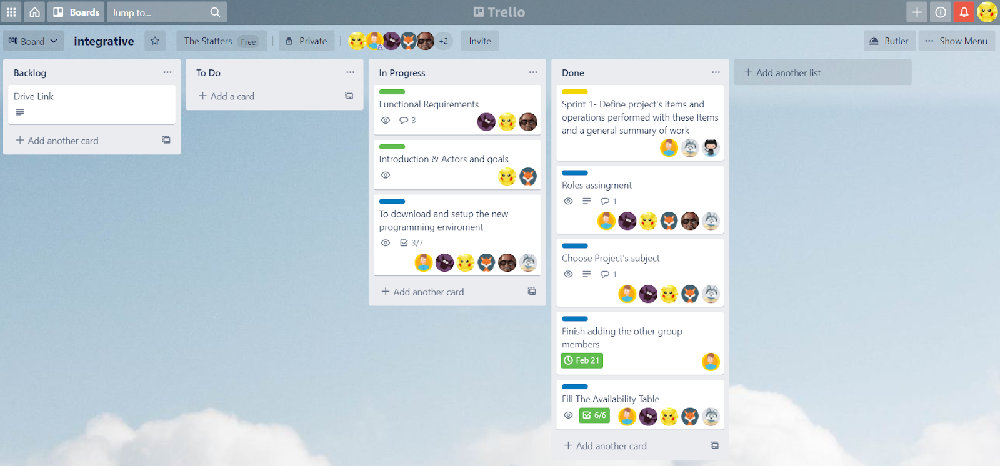 Boards
Jump to...
Trello
Board
integrative
The Statters Free
Private
+2
Invite
Butler
... Show Menu
Backlog
Drive Link
+ Add another card
To Do
+ Add a card
In Progress
Functional Requirements
3
Introduction & Actors and goals
To download and setup the new
programming enviroment
3/7
+ Add another card
Done
Sprint 1- Define project's items and
operations performed with these Items
and a general summary of work
Roles assingment
1
Choose Project's subject
1
Finish adding the other group
members
Feb 21
Fill The Availability Table
6/6
+ Add another card
+ Add another list